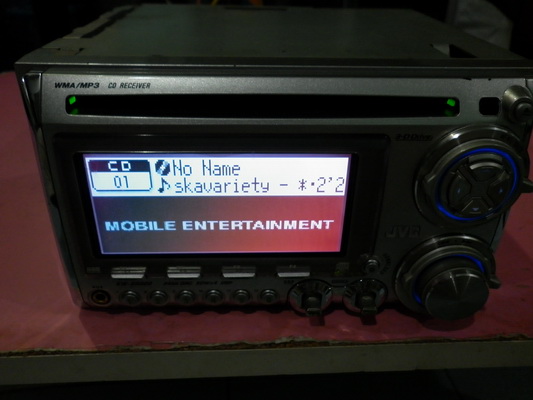 WMA/MP3 CD RECEIVER
CD
01
No Name
skavariety - *•2'2
MOBILE ENTERTAINMENT
JVC